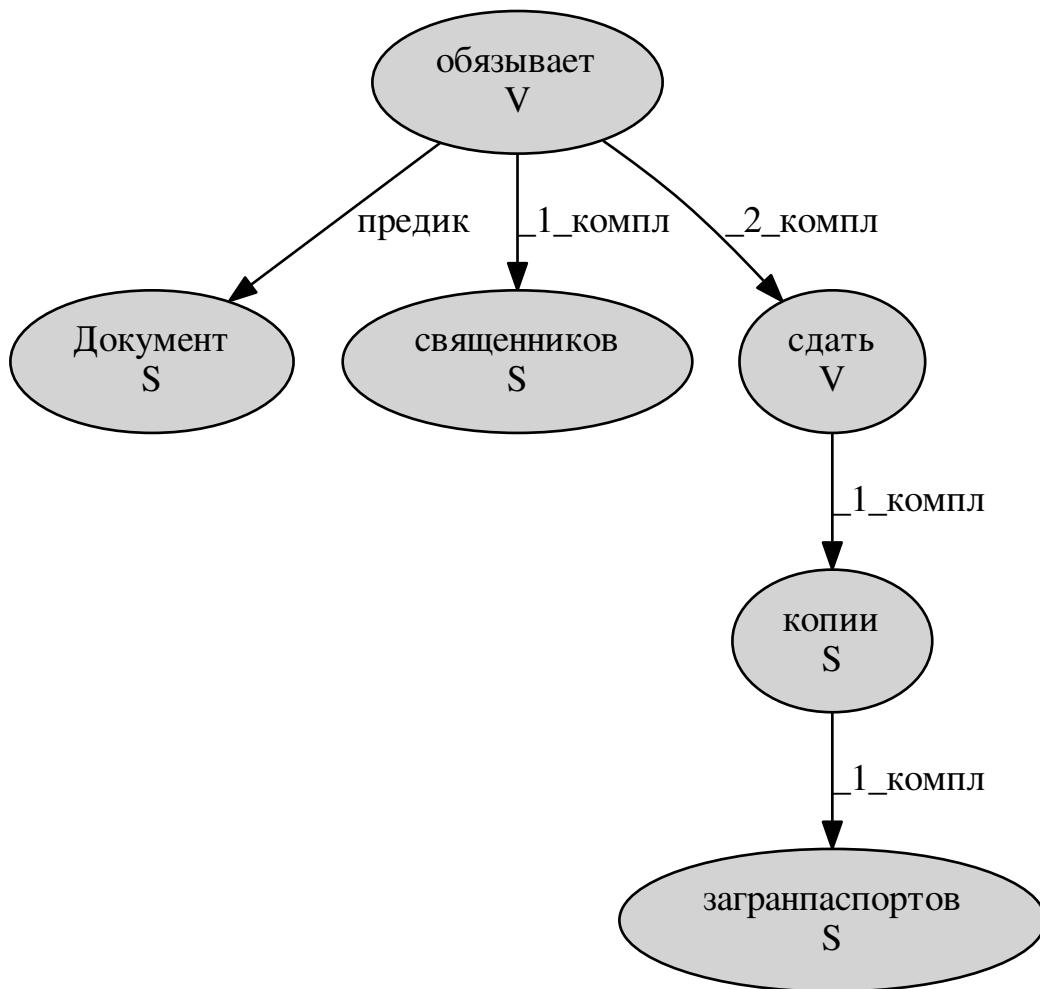 обязывает
V
предик
_1_компл
_2_компл
Документ
S
священников
S
сдать
V
_1_компл
копии
S
_1_компл
загранпаспортов
S